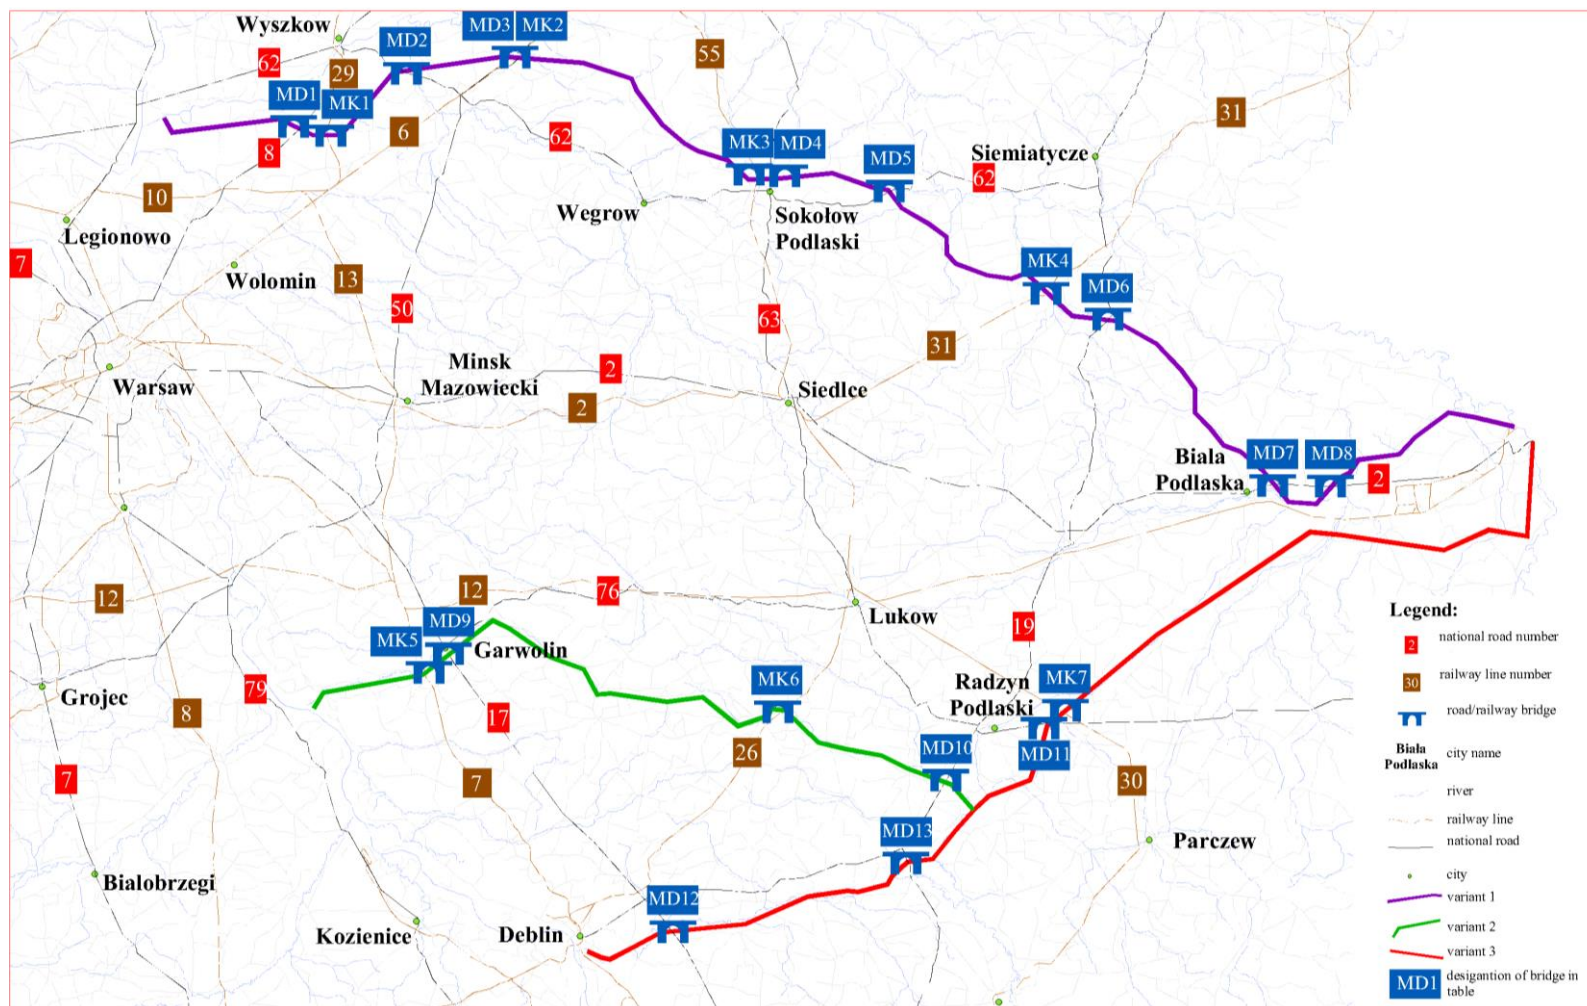 Wyszkow
MD3
MK2
MD2
62
29
55
MD1
MK1
31
6
8
62
MK3
MD4
MD5
Siemiatycze
62
10
Wegrow
Sokołow
Podlaski
Legionowo
7
Wolomin
13
MK4
MD6
50
63
31
Minsk
Mazowiecki
2
Warsaw
Siedlce
2
Biala
Podlaska
MD7
MD8
2
12
12
76
Lukow
19
MK5
MD9
Garwolin
Grojec
79
8
17
MK6
Radzyn
Podlaski
MK7
MD10
MD11
26
7
7
30
MD13
Parczew
Bialobrzegi
MD12
Kozienice
Deblin
Legend:
2
national road number
30
railway line number
road/railway bridge
Biała
Podlaska
city name
river
railway line
national road
city
variant 1
variant 2
variant 3
MD1
desigantion of bridge in
table